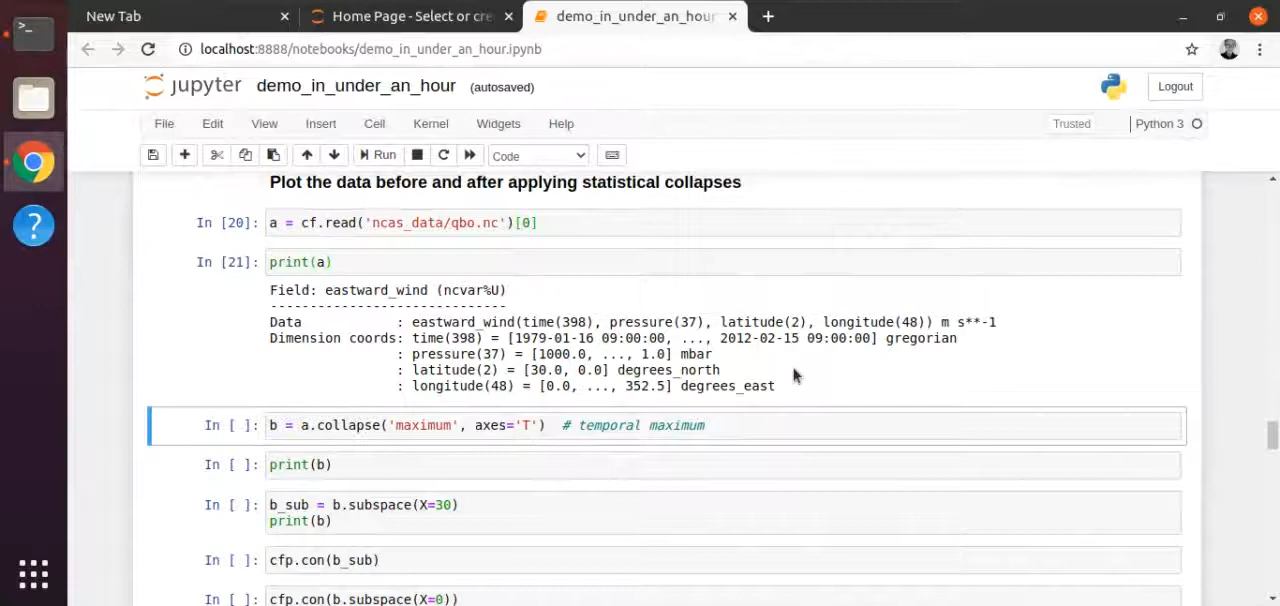 New Tab
Home Page - Select or cre
demo_in_under_an_hour
localhost:8888/notebooks/demo_in_under_an_hour.ipynb
jupyter demo_in_under_an_hour (autosaved)
Logout
File Edit View Insert Cell Kernel Widgets Help
Trusted
Python 3
Run
Code
Plot the data before and after applying statistical collapses
In [20]: a = cf.read('ncas_data/qbo.nc')[0]
In [21]: print(a)
Field: eastward_wind (ncvar%U)
------------------------------
Data            : eastward_wind(time(398), pressure(37), latitude(2), longitude(48)) m s**-1
Dimension coords: time(398) = [1979-01-16 09:00:00, ..., 2012-02-15 09:00:00] gregorian
                : pressure(37) = [1000.0, ..., 1.0] mbar
                : latitude(2) = [30.0, 0.0] degrees_north
                : longitude(48) = [0.0, ..., 352.5] degrees_east
In [ ]: b = a.collapse('maximum', axes='T')  # temporal maximum
In [ ]: print(b)
In [ ]: b_sub = b.subspace(X=30)
print(b)
In [ ]: cfp.con(b_sub)
In [ ]: cfp.con(b.subspace(X=0))